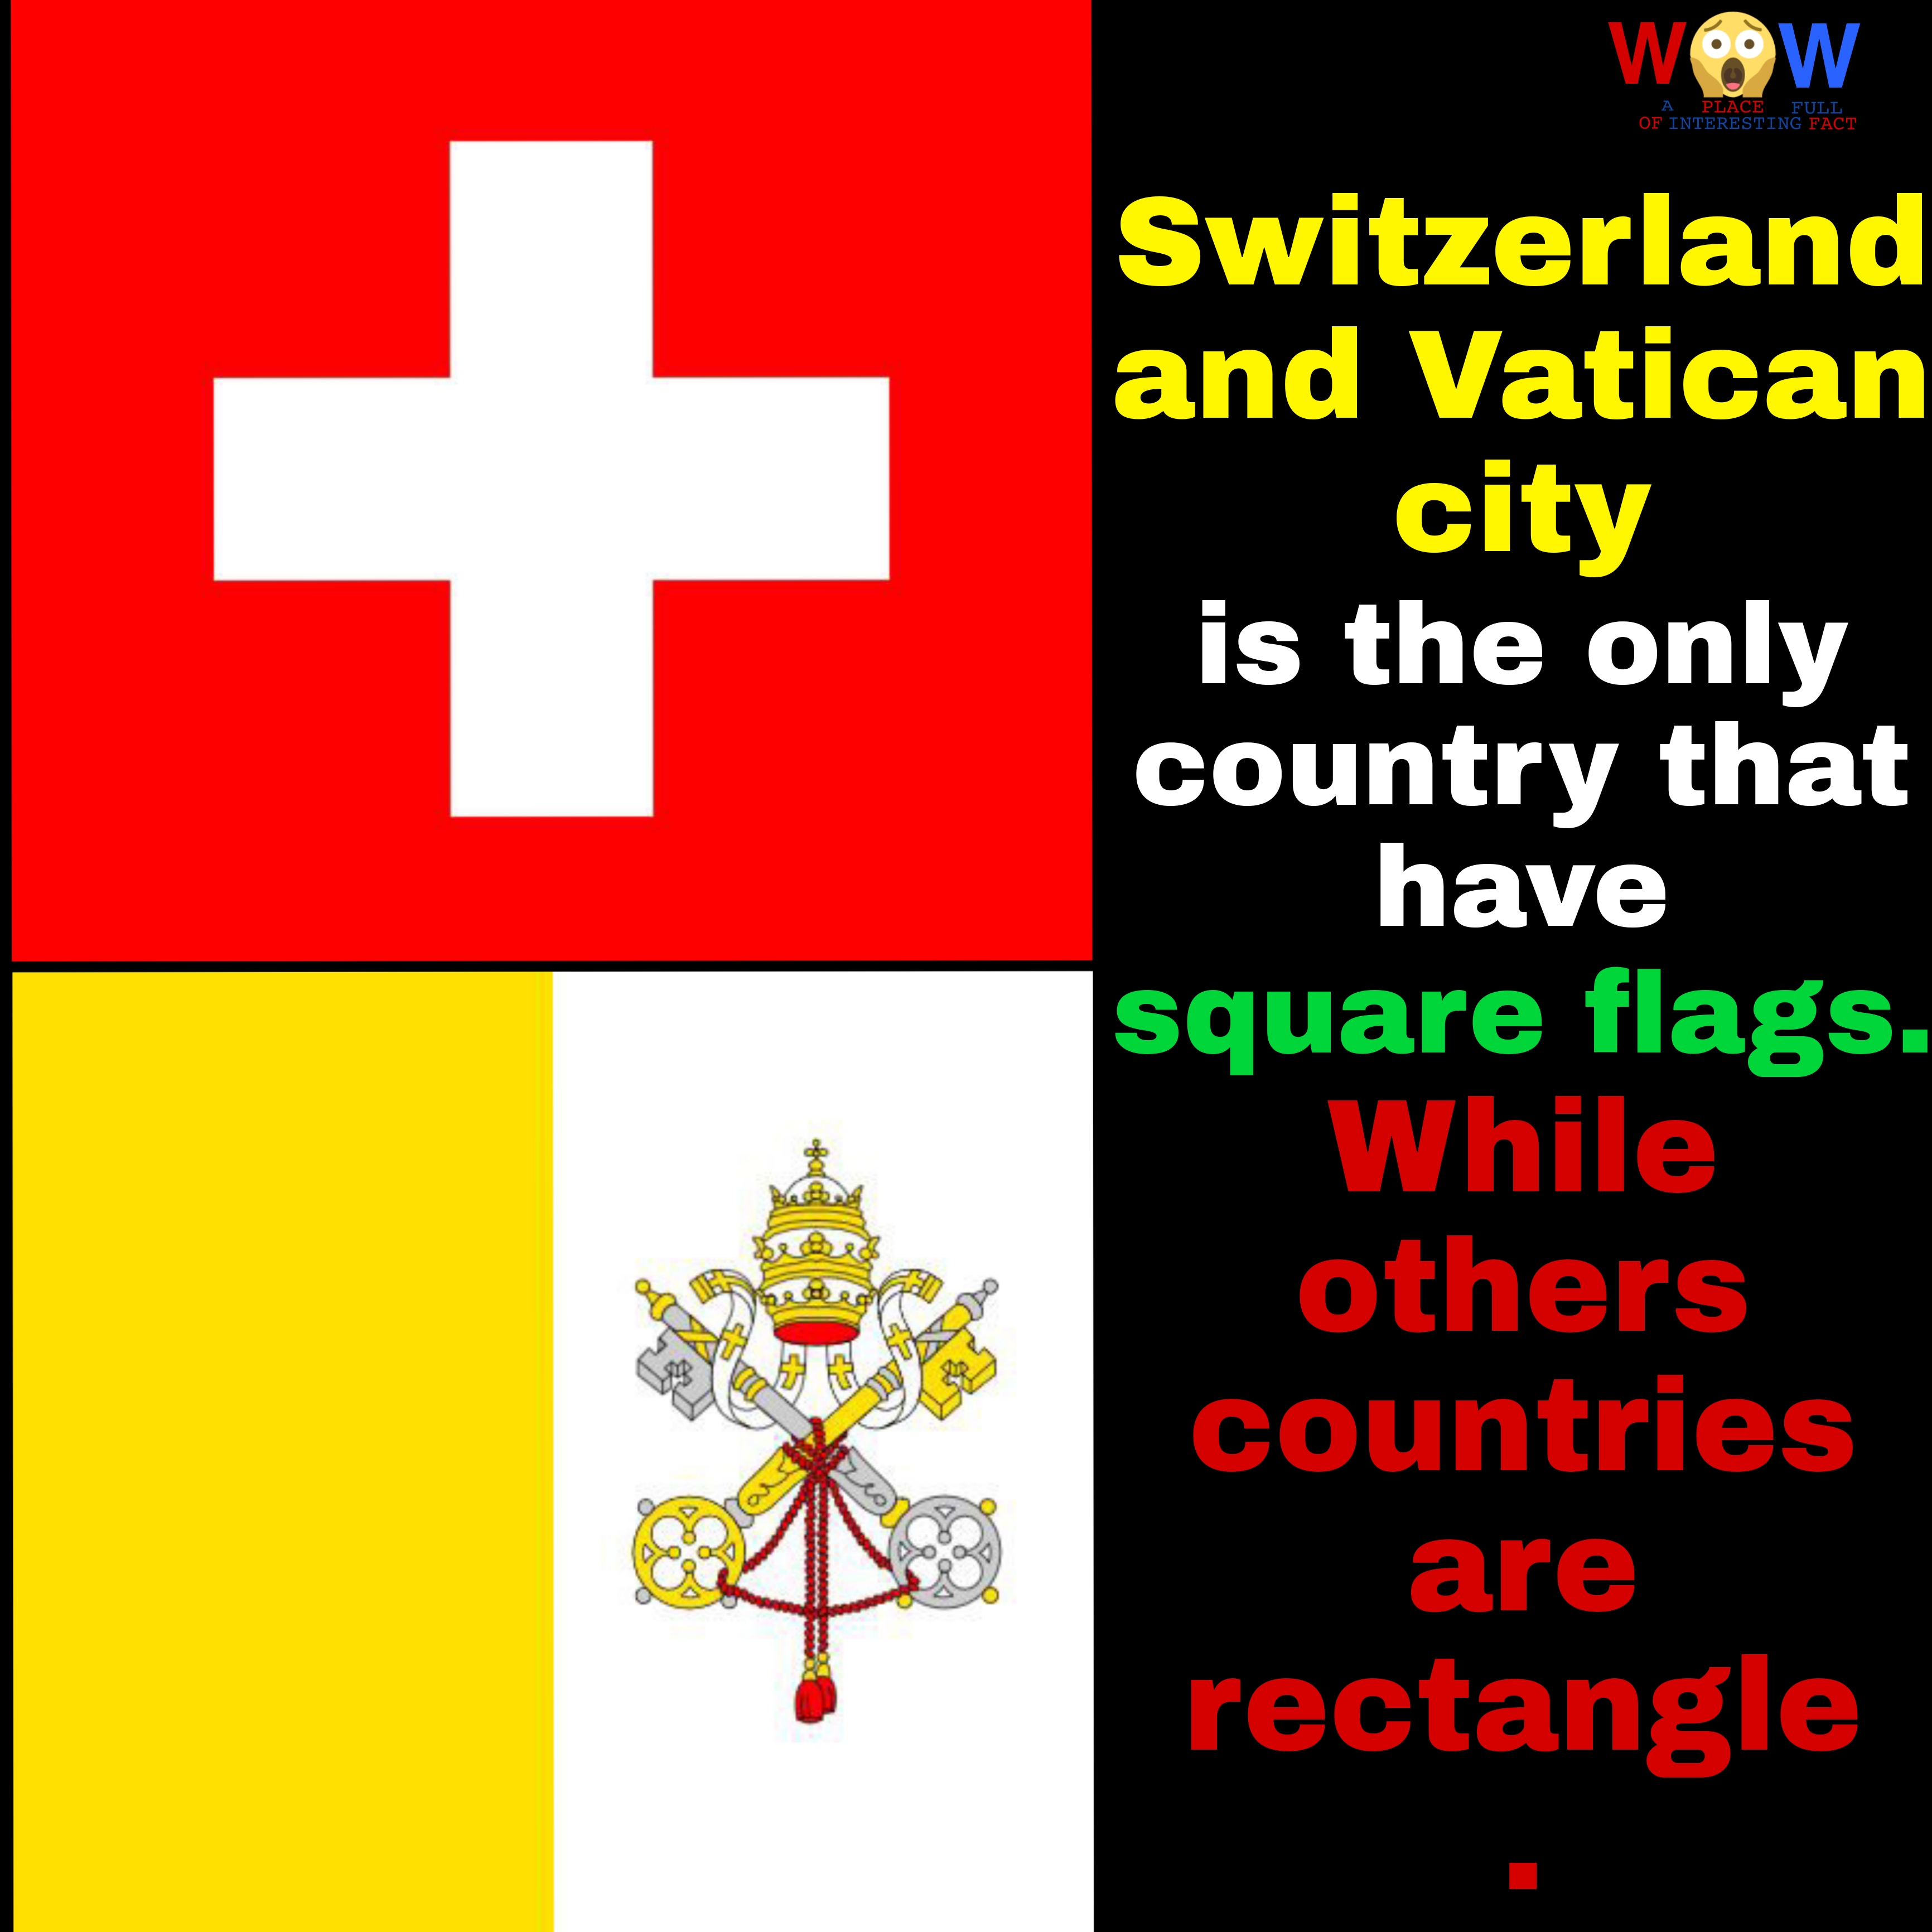 W W
A PLACE FULL
OF INTERESTING FACT
Switzerland
and Vatican
city
is the only
country that
have
square flags.
While
others
countries
are
rectangle
.